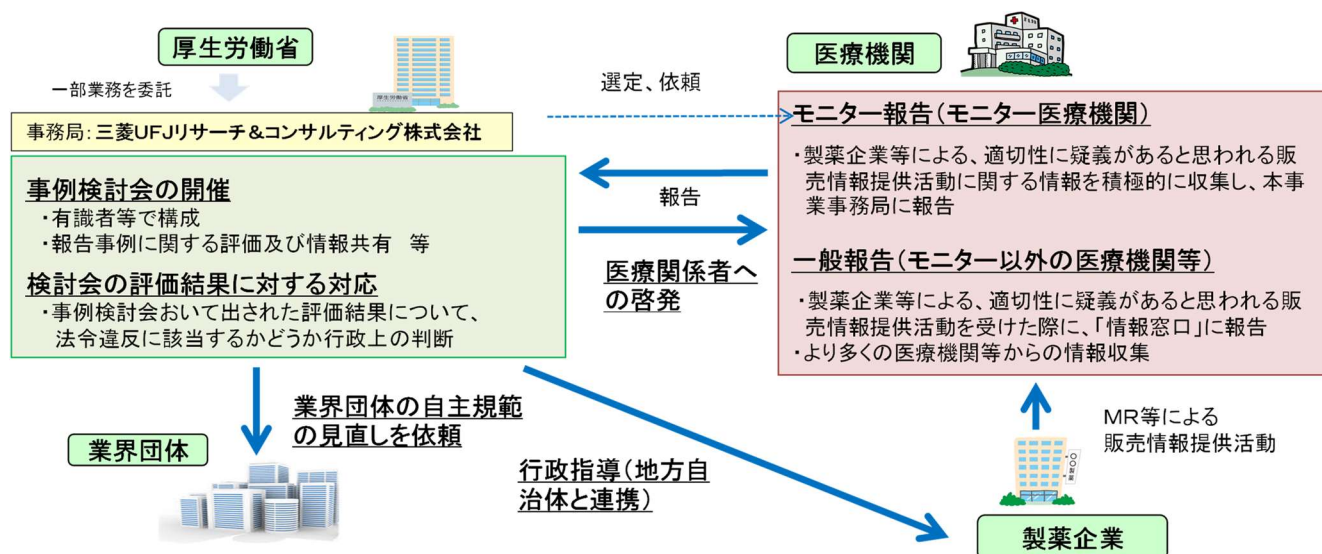 厚生労働省
一部業務を委託
厚生労働省
事務局：三菱UFJリサーチ＆コンサルティング株式会社
事例検討会の開催
・有識者等で構成
・報告事例に関する評価及び情報共有　等
検討会の評価結果に対する対応
・事例検討会おいて出された評価結果について、
法令違反に該当するかどうか行政上の判断
選定、依頼
報告
医療関係者へ
の啓発
医療機関
モニター報告（モニター医療機関）
・製薬企業等による、適切性に疑義があると思われる販
売情報提供活動に関する情報を積極的に収集し、本事
業事務局に報告
一般報告（モニター以外の医療機関等）
・製薬企業等による、適切性に疑義があると思われる販
売情報提供活動を受けた際に、「情報窓口」に報告
・より多くの医療機関等からの情報収集
業界団体の自主規範
の見直しを依頼
業界団体
行政指導（地方自
治体と連携）
MR等による
販売情報提供活動
製薬企業